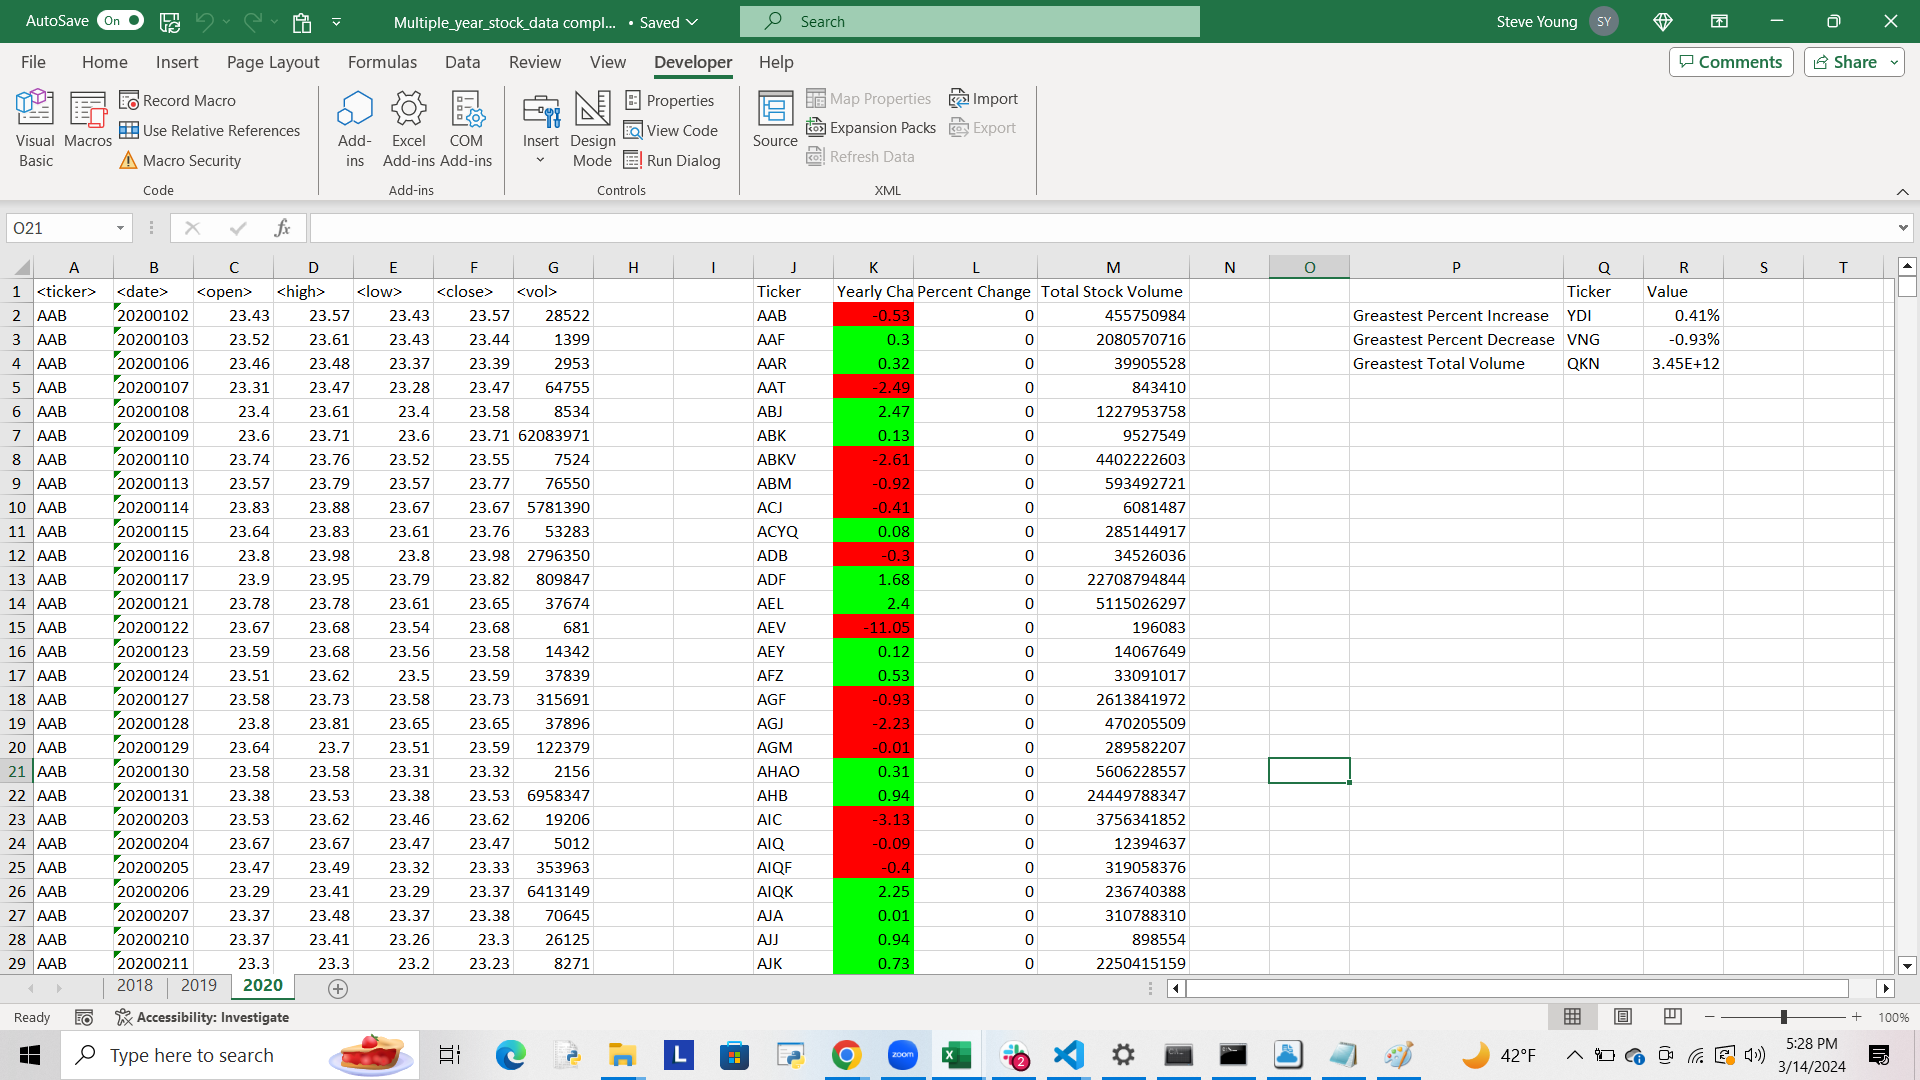 AutoSave On Multiple_year_stock_data compl... • Saved Search Steve Young SY
File Home Insert Page Layout Formulas Data Review View Developer Help Comments Share
Visual Basic Macros Record Macro Use Relative References Macro Security Code
Add-ins Excel Add-ins COM Add-ins Add-ins
Insert Design Mode Properties View Code Run Dialog Controls
Source Map Properties Expansion Packs Refresh Data Import Export XML
O21 fx
A B C D E F G H I J K L M N O P Q R S T
1 <ticker> <date> <open> <high> <low> <close> <vol> Ticker Yearly Cha Percent Change Total Stock Volume Ticker Value
2 AAB 20200102 23.43 23.57 23.43 23.57 28522 AAB -0.53 0 455750984 Greastest Percent Increase YDI 0.41%
3 AAB 20200103 23.52 23.61 23.43 23.44 1399 AAF 0.3 0 2080570716 Greastest Percent Decrease VNG -0.93%
4 AAB 20200106 23.46 23.48 23.37 23.39 2953 AAR 0.32 0 39905528 Greastest Total Volume QKN 3.45E+12
5 AAB 20200107 23.31 23.47 23.28 23.47 64755 AAT -2.49 0 843410
6 AAB 20200108 23.4 23.61 23.4 23.58 8534 ABJ 2.47 0 1227953758
7 AAB 20200109 23.6 23.71 23.6 23.71 62083971 ABK 0.13 0 9527549
8 AAB 20200110 23.74 23.76 23.52 23.55 7524 ABKV -2.61 0 4402222603
9 AAB 20200113 23.57 23.79 23.57 23.77 76550 ABM -0.92 0 593492721
10 AAB 20200114 23.83 23.88 23.67 23.67 5781390 ACJ -0.41 0 6081487
11 AAB 20200115 23.64 23.83 23.61 23.76 53283 ACYQ 0.08 0 285144917
12 AAB 20200116 23.8 23.98 23.8 23.98 2796350 ADB -0.3 0 34526036
13 AAB 20200117 23.9 23.95 23.79 23.82 809847 ADF 1.68 0 22708794844
14 AAB 20200121 23.78 23.78 23.61 23.65 37674 AEL 2.4 0 5115026297
15 AAB 20200122 23.67 23.68 23.54 23.68 681 AEV -11.05 0 196083
16 AAB 20200123 23.59 23.68 23.56 23.58 14342 AEY 0.12 0 14067649
17 AAB 20200124 23.51 23.62 23.5 23.59 37839 AFZ 0.53 0 33091017
18 AAB 20200127 23.58 23.73 23.58 23.73 315691 AGF -0.93 0 2613841972
19 AAB 20200128 23.8 23.81 23.65 23.65 37896 AGJ -2.23 0 470205509
20 AAB 20200129 23.64 23.7 23.51 23.59 122379 AGM -0.01 0 289582207
21 AAB 20200130 23.58 23.58 23.31 23.32 2156 AHAO 0.31 0 5606228557
22 AAB 20200131 23.38 23.53 23.38 23.53 6958347 AHB 0.94 0 24449788347
23 AAB 20200203 23.53 23.62 23.46 23.62 19206 AIC -3.13 0 3756341852
24 AAB 20200204 23.67 23.67 23.47 23.47 5012 AIQ -0.09 0 12394637
25 AAB 20200205 23.47 23.49 23.32 23.33 353963 AIQF -0.4 0 319058376
26 AAB 20200206 23.29 23.41 23.29 23.37 6413149 AIQK 2.25 0 236740388
27 AAB 20200207 23.37 23.48 23.37 23.38 70645 AJA 0.01 0 310788310
28 AAB 20200210 23.37 23.41 23.26 23.3 26125 AJJ 0.94 0 898554
29 AAB 20200211 23.3 23.3 23.2 23.23 8271 AJK 0.73 0 2250415159
2018 2019 2020
Ready Accessibility: Investigate 100%
Type here to search L zoom 2 42°F 5:28 PM
3/14/2024